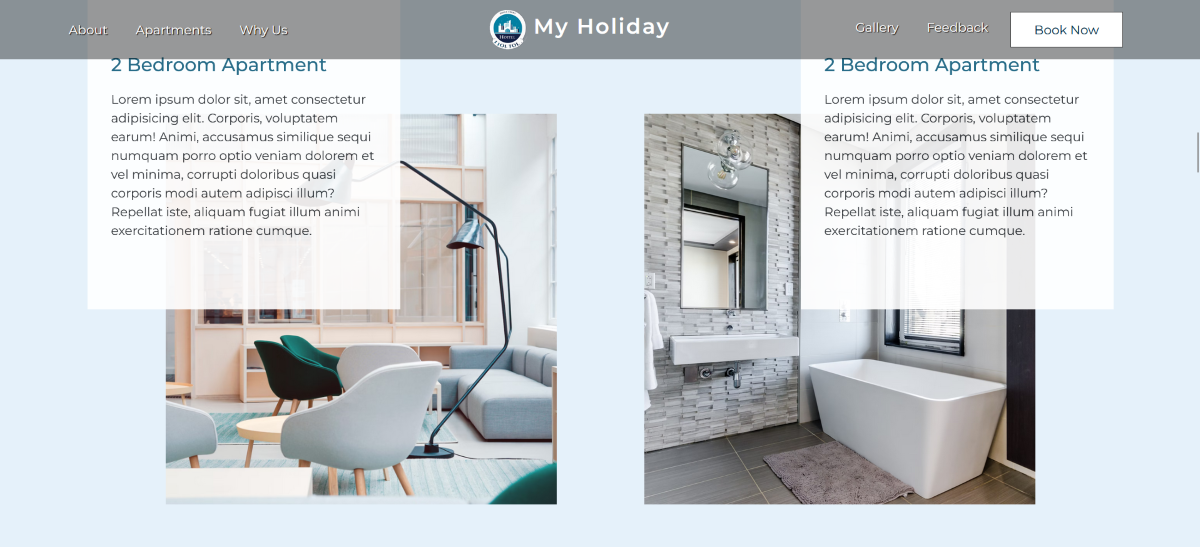 About
Apartments
Why Us
HOTEL
My Holiday
Gallery
Feedback
Book Now
2 Bedroom Apartment
Lorem ipsum dolor sit, amet consectetur
adipisicing elit. Corporis, voluptatem
earum! Animi, accusamus similique sequi
numquam porro optio veniam dolorem et
vel minima, corrupti doloribus quasi
corporis modi autem adipisci illum?
Repellat iste, aliquam fugiat illum animi
exercitationem ratione cumque.
2 Bedroom Apartment
Lorem ipsum dolor sit, amet consectetur
adipisicing elit. Corporis, voluptatem
earum! Animi, accusamus similique sequi
numquam porro optio veniam dolorem et
vel minima, corrupti doloribus quasi
corporis modi autem adipisci illum?
Repellat iste, aliquam fugiat illum animi
exercitationem ratione cumque.